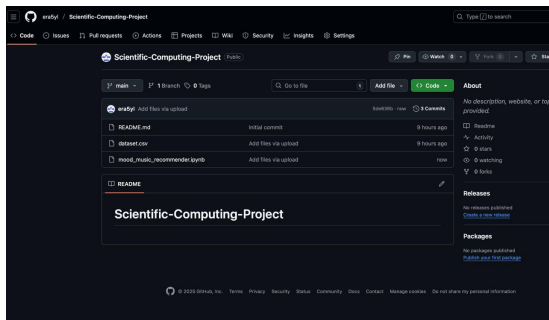 era5yl / Scientific-Computing-Project
Type / to search
Code Issues Pull requests Actions Projects Wiki Security Insights Settings
Scientific-Computing-Project Public
Pin Watch 0 Fork 0 Sta
main 1 Branch 0 Tags Go to file t Add file Code
About
era5yl Add files via upload now 3 Commits
No description, website, or top
provided.
README.md Initial commit 9 hours ago
dataset.csv Add files via upload 9 hours ago
mood_music_recommender.ipynb Add files via upload now
Readme
Activity
0 stars
0 watching
0 forks
README
Scientific-Computing-Project
Releases
No releases published
Create a new release
Packages
No packages published
Publish your first package
© 2025 GitHub, Inc. Terms Privacy Security Status Community Docs Contact Manage cookies Do not share my personal information